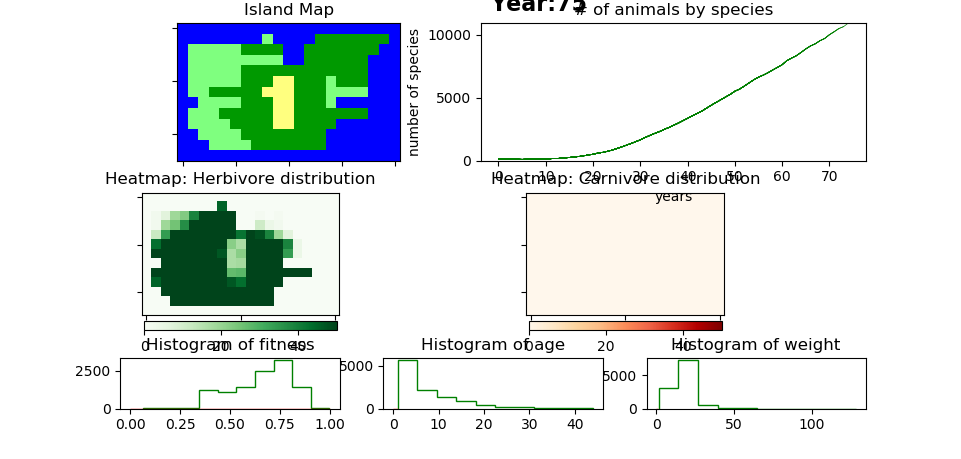 Year:75
Island Map
# of animals by species
number of species
10000
5000
0
0 10 20 30 40 50 60 70
years
Heatmap: Herbivore distribution
Heatmap: Carnivore distribution
0 20 40
0 20 40
Histogram of fitness
Histogram of age
Histogram of weight
2500
0
0.00 0.25 0.50 0.75 1.00
5000
0
0 10 20 30 40
5000
0
0 50 100